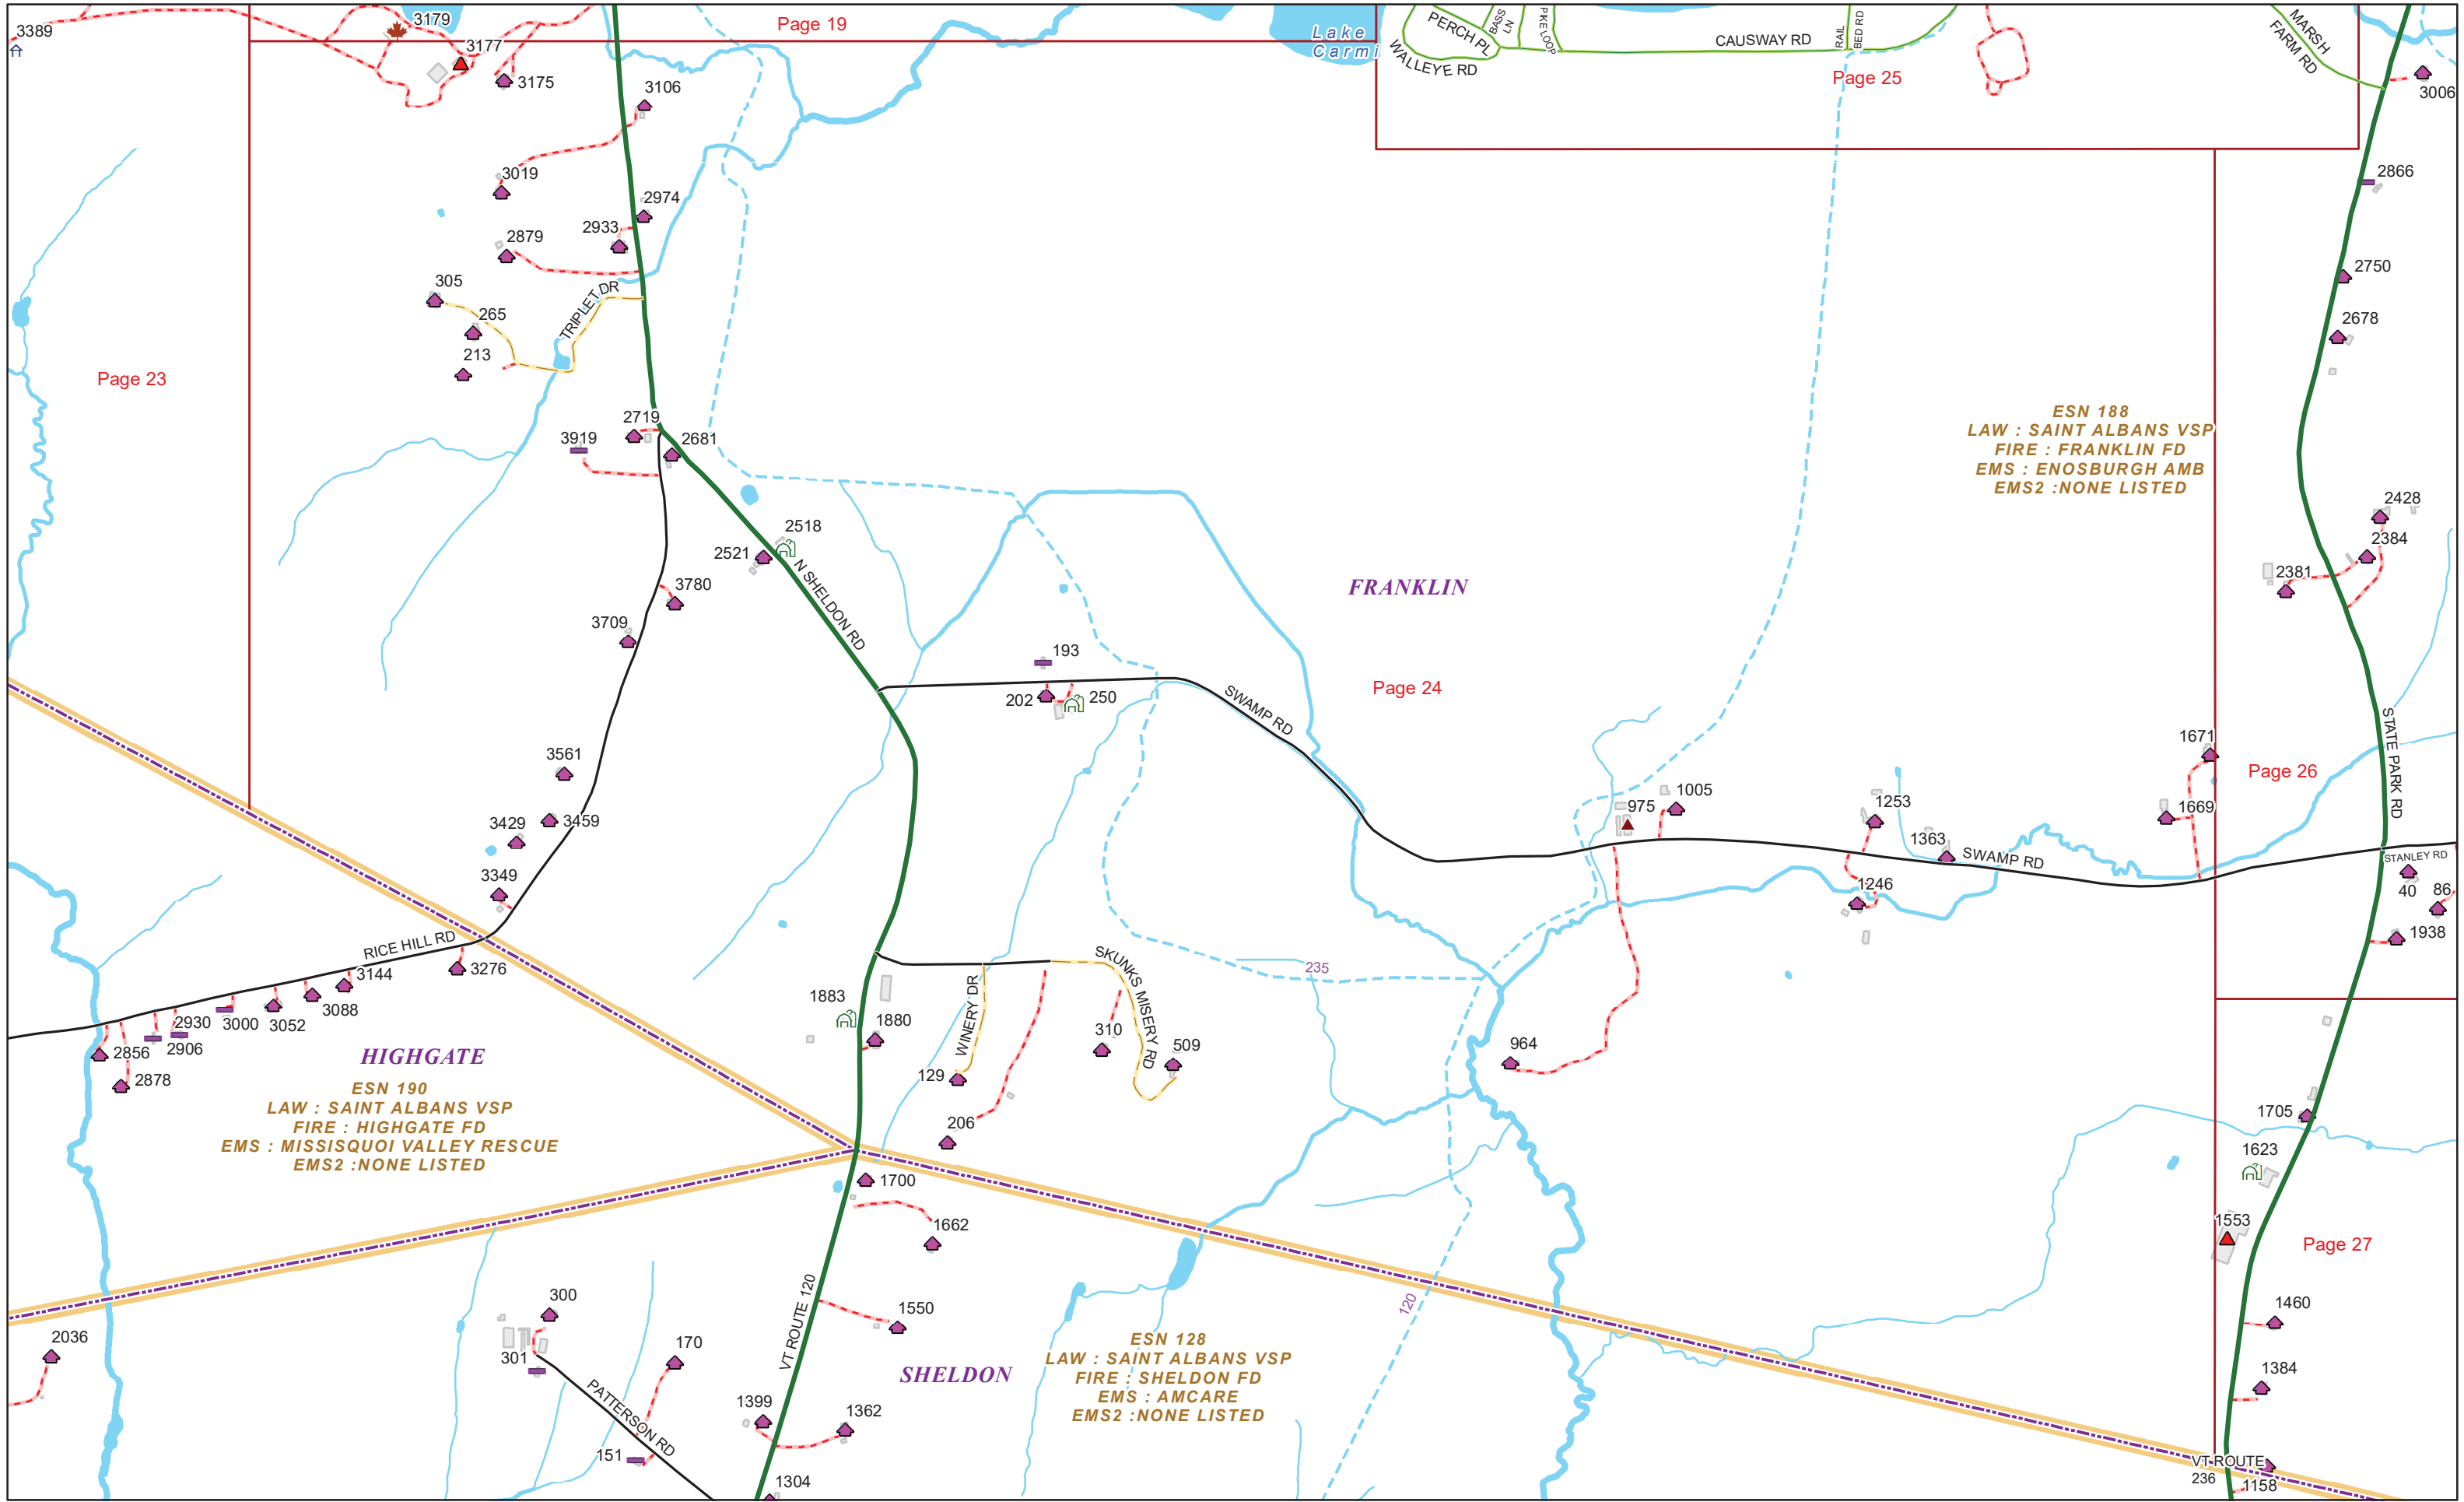 3389
3179
3177
3175
Page 19
3106
Lake
Carmi
PERCH PL
BASS
LN
PKE LOOP
WALLEYE RD
CAUSWAY RD
RAIL
BED RD
Page 25
MARSH
FARM RD
3006
3019
2974
2933
2879
305
265
213
TRIPLET DR
2866
2750
2678
Page 23
2719
3919
2681
ESN 188
LAW : SAINT ALBANS VSP
FIRE : FRANKLIN FD
EMS : ENOSBURGH AMB
EMS2 :NONE LISTED
2428
2384
2381
2518
2521
N SHELDON RD
3780
3709
FRANKLIN
193
202
250
SWAMP RD
Page 24
STATE PARK RD
1671
Page 26
1669
3561
3459
3429
3349
975
1005
1253
1363
SWAMP RD
1246
STANLEY RD
40
86
1938
RICE HILL RD
3276
3144
3088
3052
3000
2930
2906
2856
2878
HIGHGATE
ESN 190
LAW : SAINT ALBANS VSP
FIRE : HIGHGATE FD
EMS : MISSISQUOI VALLEY RESCUE
EMS2 :NONE LISTED
1883
1880
WINERY DR
129
206
SKUNKS MISERY RD
310
509
235
964
1705
1623
1553
Page 27
1700
1662
1550
VT ROUTE 120
120
300
301
170
PATTERSON RD
151
2036
1399
1362
1304
SHELDON
ESN 128
LAW : SAINT ALBANS VSP
FIRE : SHELDON FD
EMS : AMCARE
EMS2 :NONE LISTED
1460
1384
VT ROUTE
236
1158